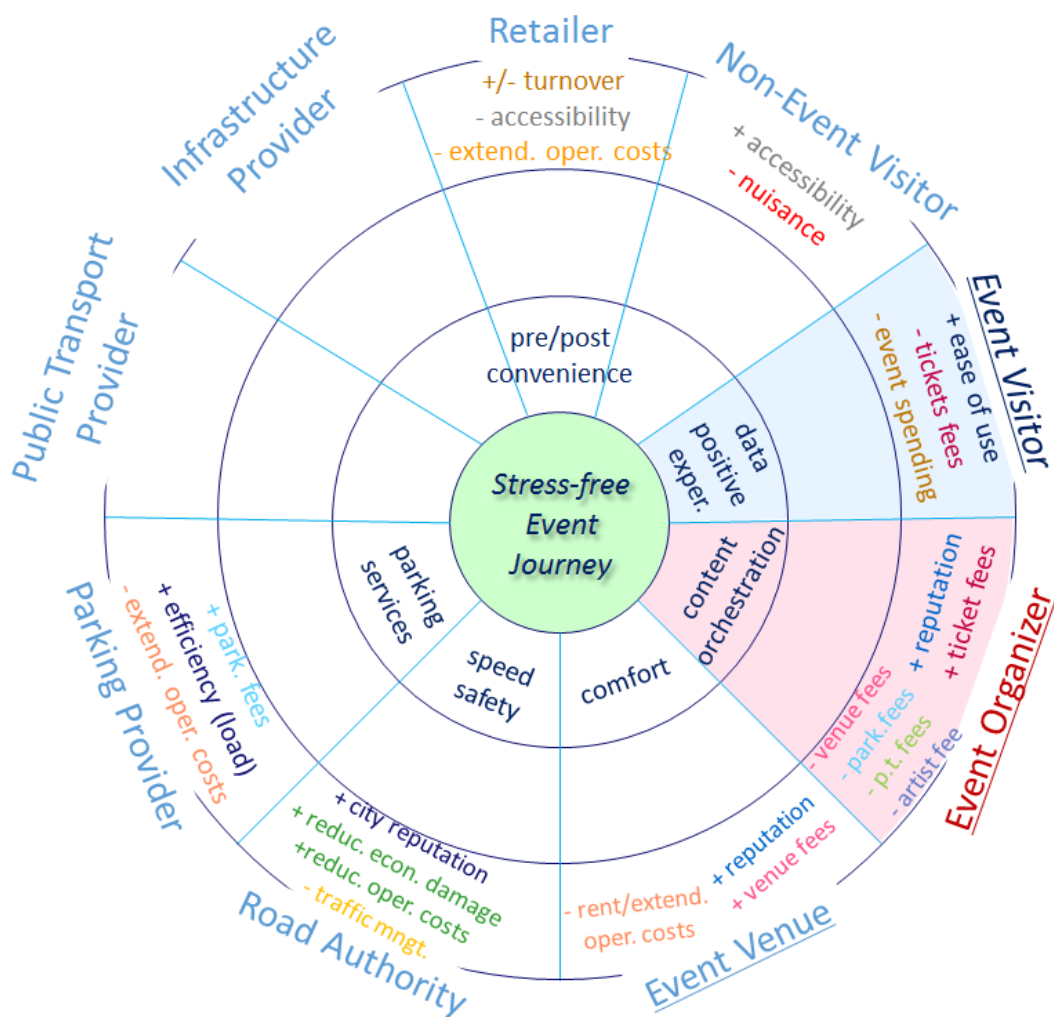 Retailer
+/- turnover
- accessibility
- extend. oper. costs
Non-Event Visitor
+ accessibility
- nuisance
Event Visitor
+ ease of use
- tickets fees
- event spending
data
positive
exper.
Event Organizer
+ ticket fees
+ reputation
- venue fees
- park.fees
- p.t. fees
- artist fee
content
orchestration
Event Venue
+ reputation
+ venue fees
- rent/extend.
oper. costs
comfort
Road Authority
+ city reputation
+ reduc. econ. damage
+reduc. oper. costs
- traffic mngt.
speed
safety
Parking Provider
+ park. fees
+ efficiency (load)
- extend. oper. costs
parking
services
Public Transport
Provider
Infrastructure
Provider
pre/post
convenience
Stress-free
Event
Journey